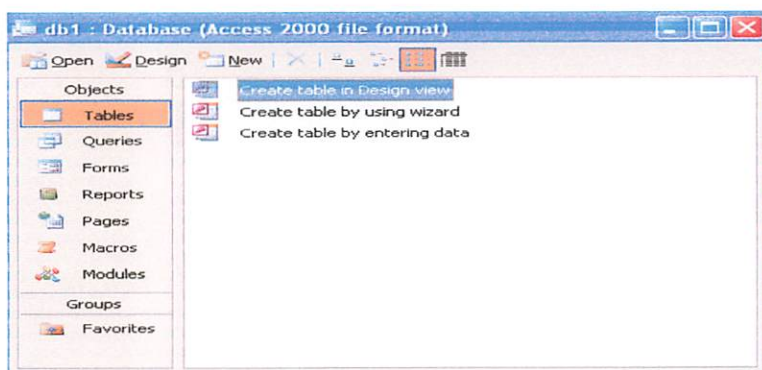 db1 : Database (Access 2000 file format)
Open Design New
Objects
Tables
Queries
Forms
Reports
Pages
Macros
Modules
Groups
Favorites
Create table in Design view
Create table by using wizard
Create table by entering data